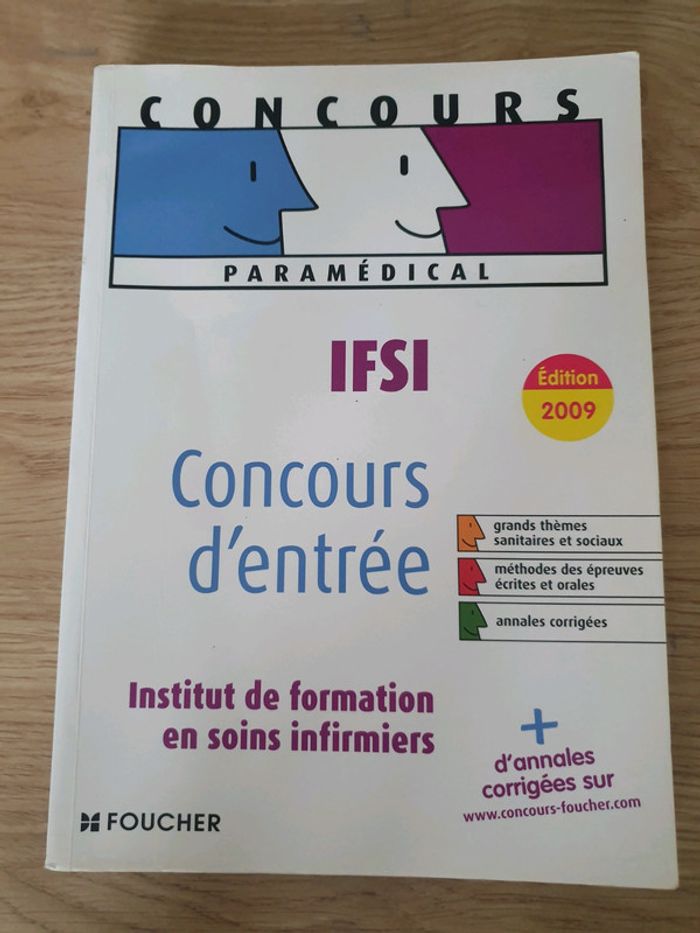 CONCOURS
PARAMÉDICAL
IFSI
Édition
2009
Concours
d'entrée
grands thèmes
sanitaires et sociaux
méthodes des épreuves
écrites et orales
annales corrigées
Institut de formation
en soins infirmiers
+
d'annales
corrigées sur
www.concours-foucher.com
FOUCHER